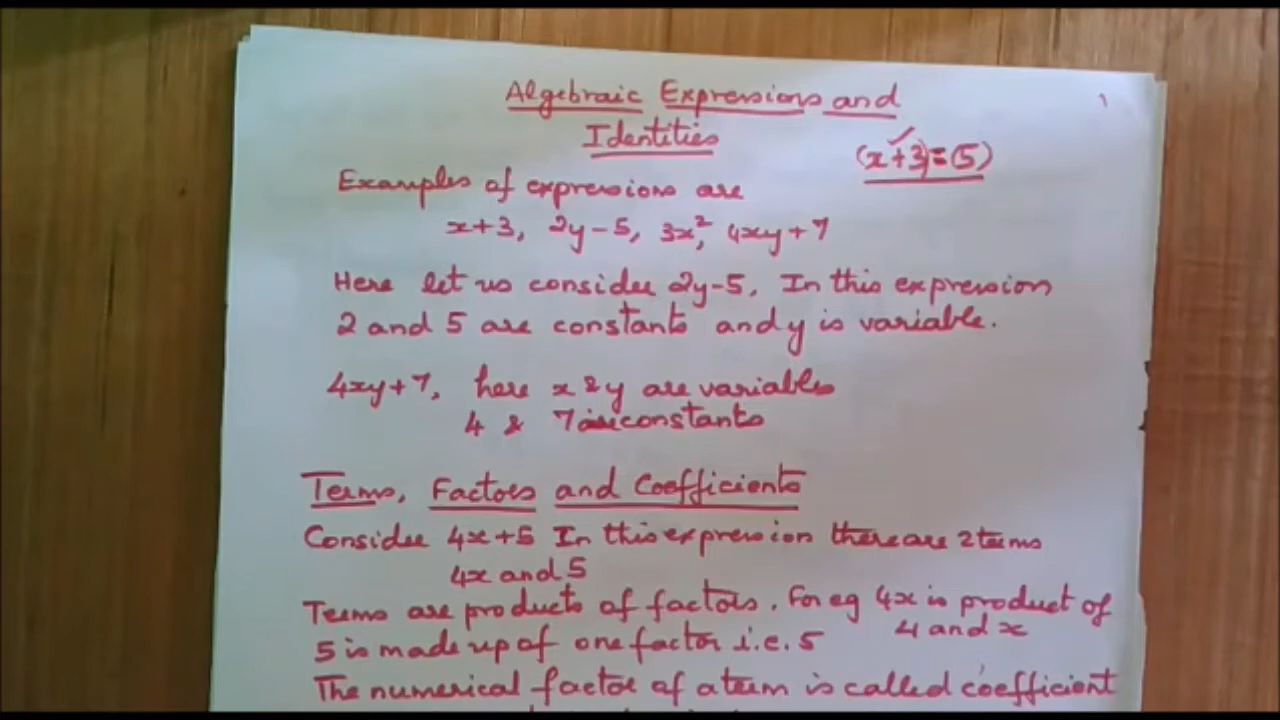 Algebraic Expressions and
Identities
1
(x+3)=(5)
Examples of expressions are
x+3, 2y-5, 3x², 4xy+7
Here let us consider 2y-5. In this expression
2 and 5 are constants and y is variable.
4xy+7, here x & y are variables
4 & 7 are constants
Terms, Factors and Coefficients
Consider 4x+5 In this expression there are 2 terms
4x and 5
Terms are products of factors. For eg 4x is product of
4 and x
5 is made up of one factor i.e. 5
The numerical factor of a term is called coefficient